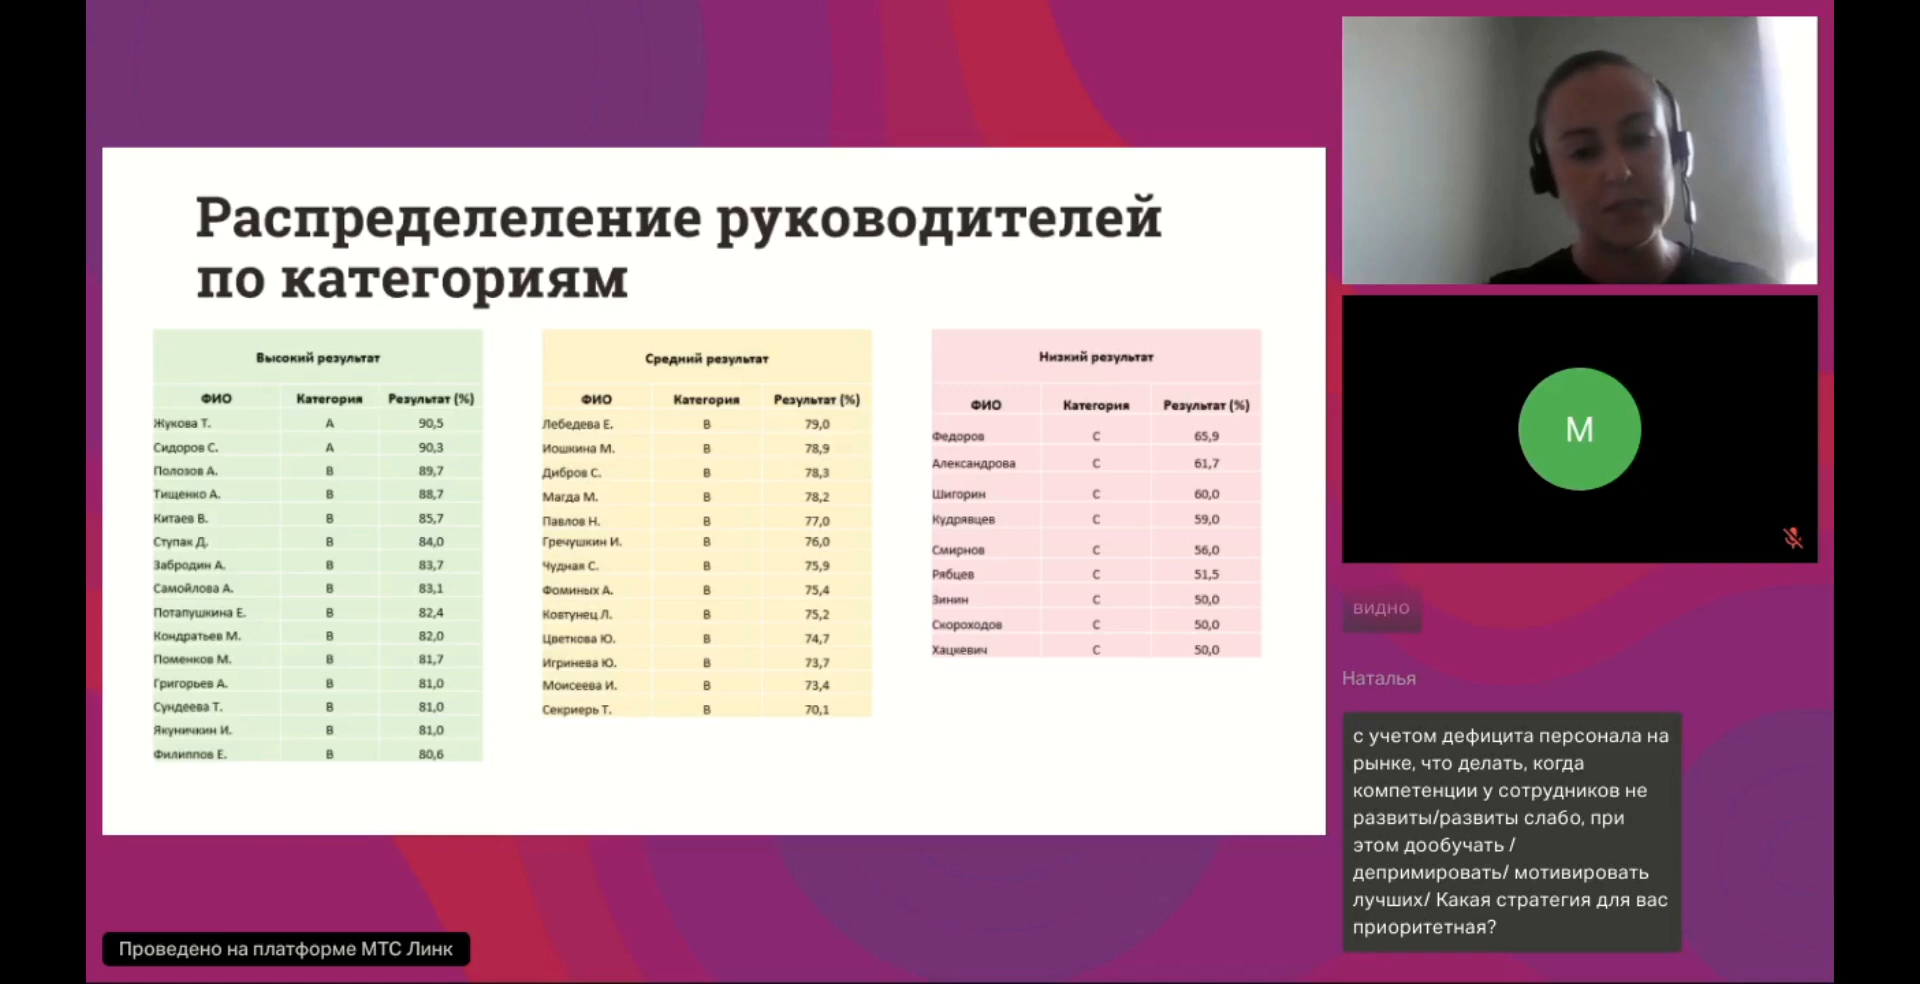 Распределеление руководителей
по категориям
Высокий результат
ФИО Категория Результат (%)
Жукова Т. А 90,5
Сидоров С. А 90,3
Полозов А. В 89,7
Тищенко А. В 88,7
Китаев В. В 85,7
Ступак Д. В 84,0
Забродин А. В 83,7
Самойлова А. В 83,1
Потапушкина Е. В 82,4
Кондратьев М. В 82,0
Поменков М. В 81,7
Григорьев А. В 81,0
Сундеева Т. В 81,0
Якуничкин И. В 81,0
Филиппов Е. В 80,6
Средний результат
ФИО Категория Результат (%)
Лебедева Е. В 79,0
Иошкина М. В 78,9
Дибров С. В 78,3
Магда М. В 78,2
Павлов Н. В 77,0
Гречушкин И. В 76,0
Чудная С. В 75,9
Фоминых А. В 75,4
Ковтунец Л. В 75,2
Цветкова Ю. В 74,7
Игринева Ю. В 73,7
Моисеева И. В 73,4
Секриерь Т. В 70,1
Низкий результат
ФИО Категория Результат (%)
Федоров С 65,9
Александрова С 61,7
Шигорин С 60,0
Кудрявцев С 59,0
Смирнов С 56,0
Рябцев С 51,5
Зинин С 50,0
Скороходов С 50,0
Хацкевич С 50,0
М
видно
Наталья
с учетом дефицита персонала на
рынке, что делать, когда
компетенции у сотрудников не
развиты/развиты слабо, при
этом дообучать /
депримировать/ мотивировать
лучших/ Какая стратегия для вас
приоритетная?
Проведено на платформе МТС Линк